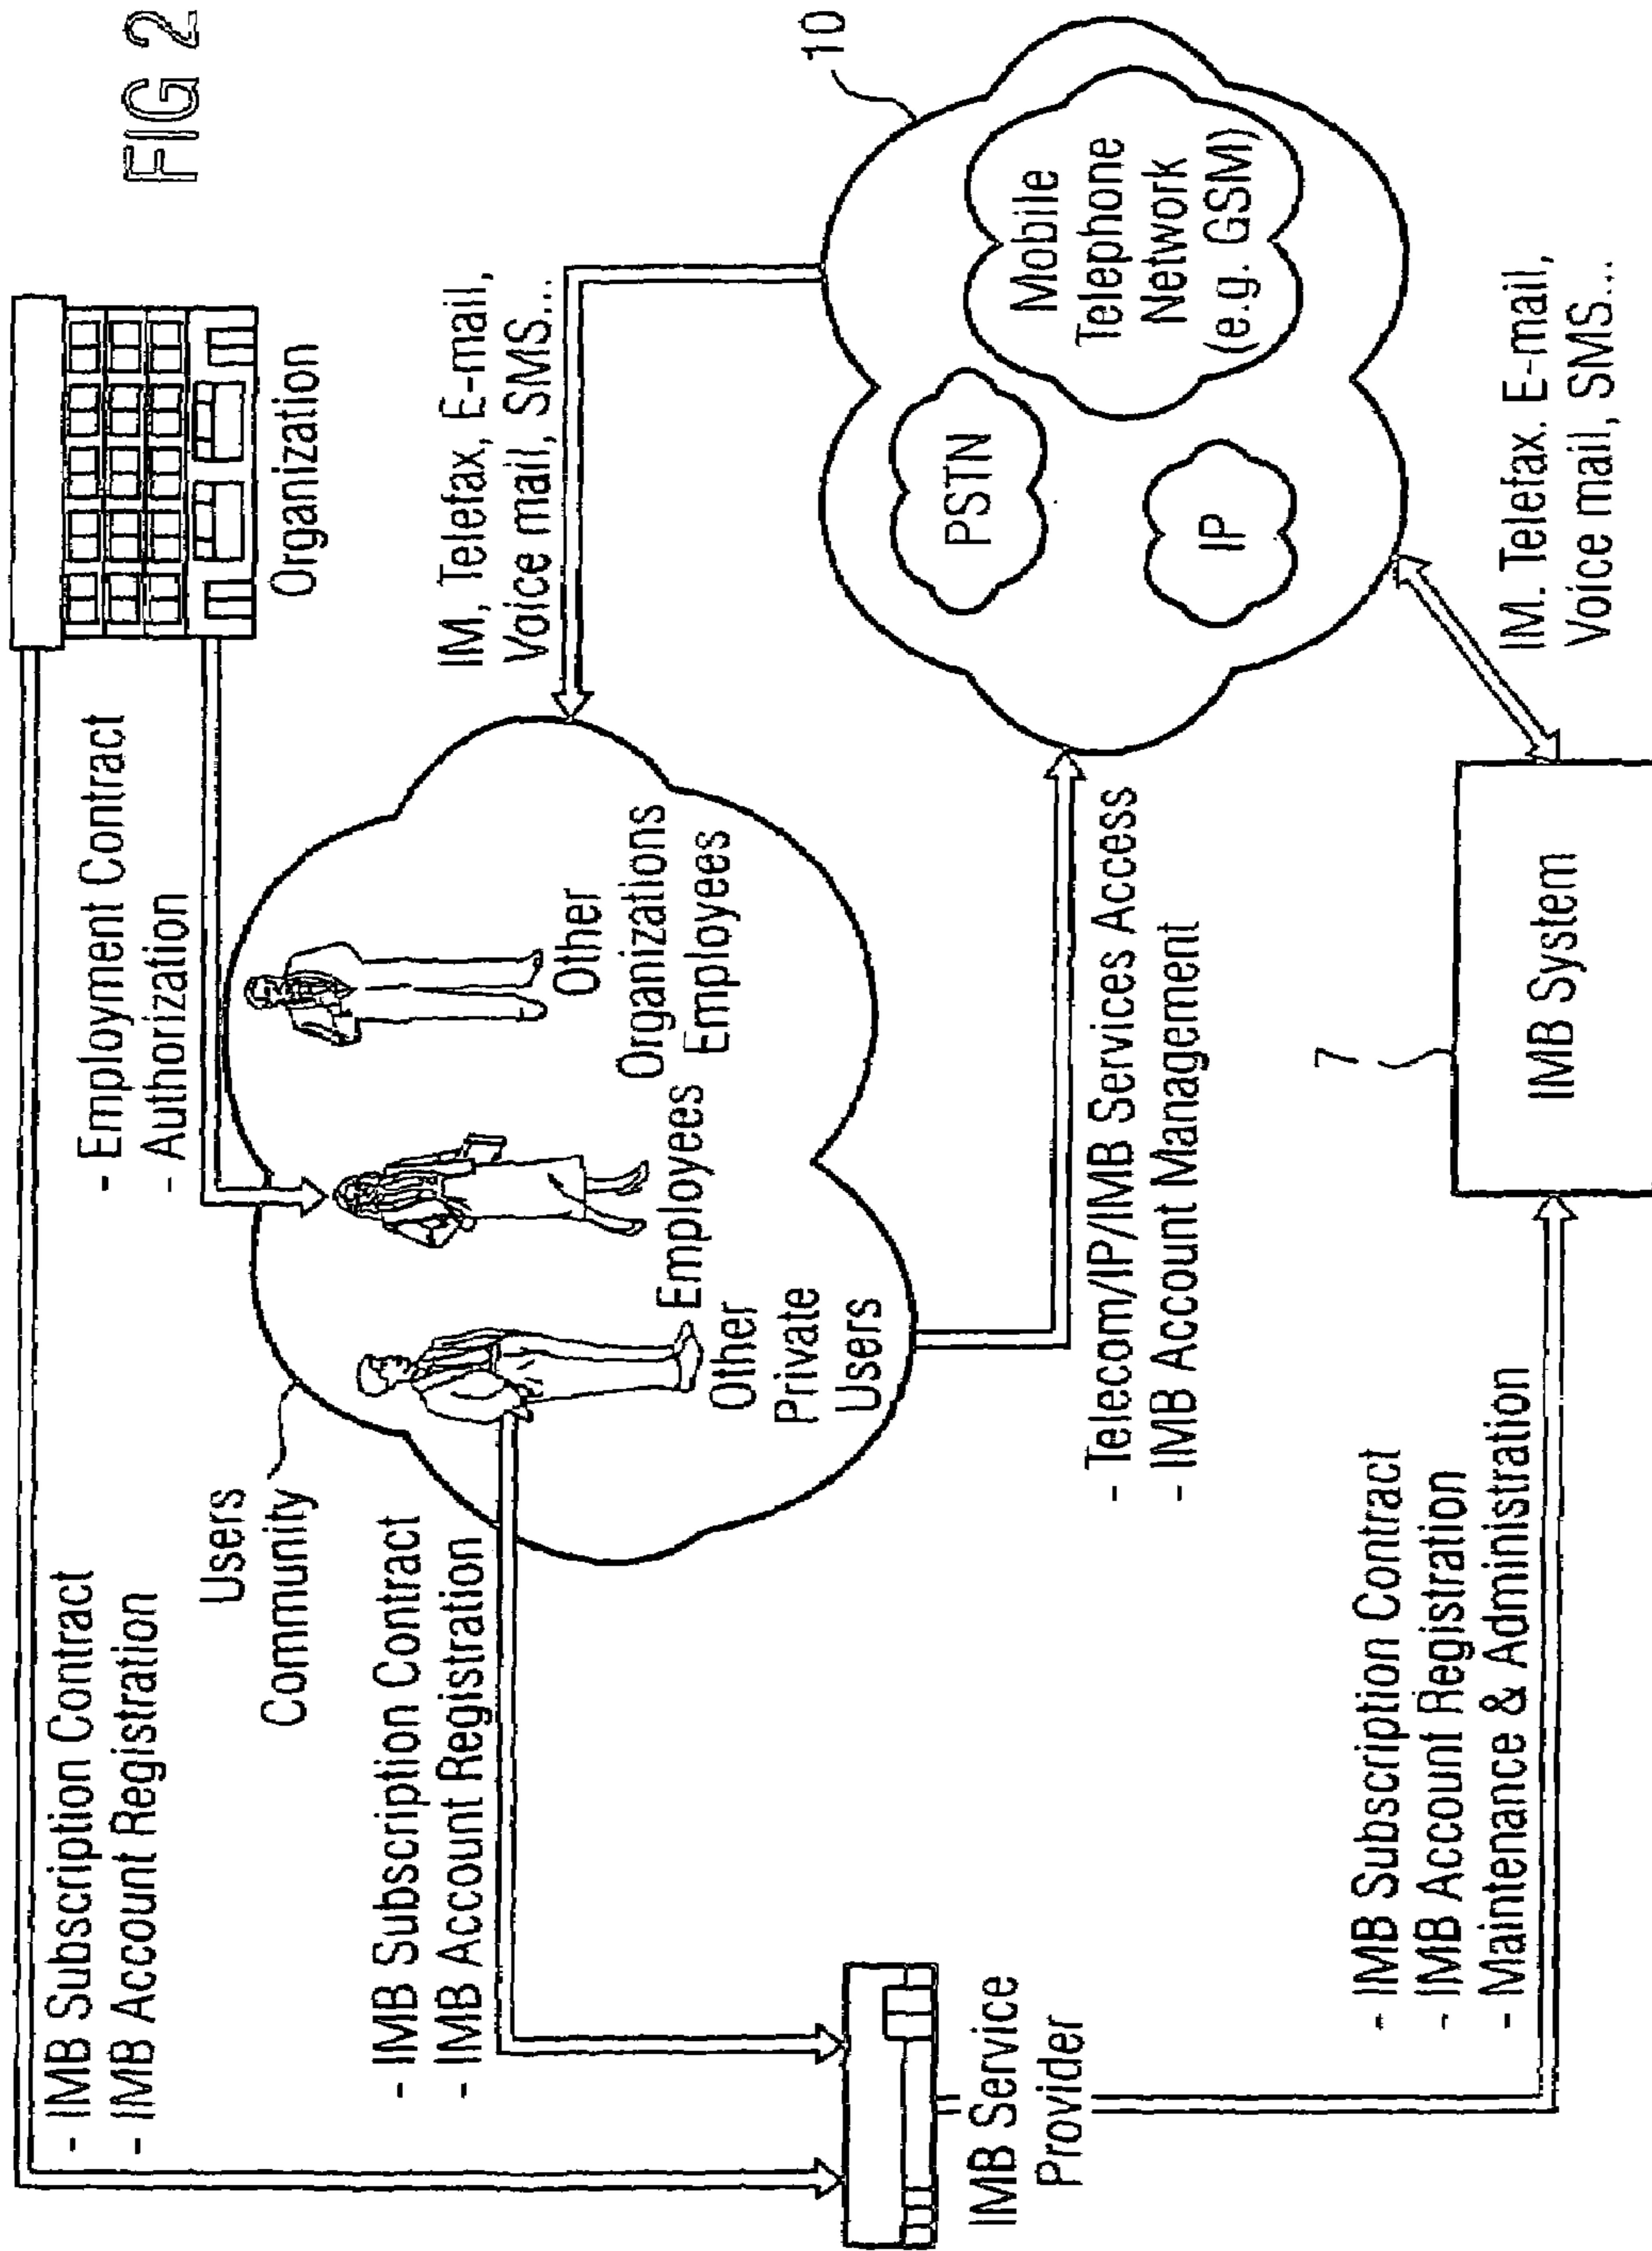 FIG 2
- IMB Subscription Contract
- IMB Account Registration
- Employment Contract
- Authorization
Organization
Users
Community
- IMB Subscription Contract
- IMB Account Registration
Other
Private
Users
Employees
Other
Organizations
Employees
IM, Telefax, E-mail,
Voice mail, SMS...
10
IMB Service
Provider
- Telecom/IP/IMB Services Access
- IMB Account Management
PSTN
IP
Mobile
Telephone
Network
(e.g. GSM)
- IMB Subscription Contract
- IMB Account Registration
- Maintenance & Administration
7
IMB System
IM. Telefax. E-mail,
Voice mail, SMS...